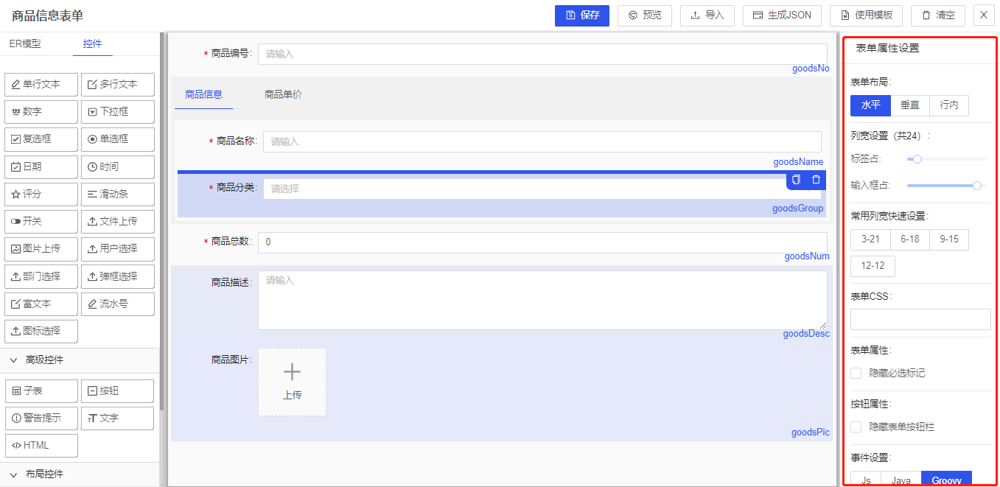 商品信息表单
保存
预览
导入
生成JSON
使用模板
清空
X
ER模型
控件
单行文本
多行文本
数字
下拉框
复选框
单选框
日期
时间
评分
滑动条
开关
文件上传
图片上传
用户选择
部门选择
弹框选择
富文本
流水号
图标选择
高级控件
子表
按钮
警告提示
文字
HTML
布局控件
* 商品编号: 请输入
goodsNo
商品信息
商品单价
* 商品名称: 请输入
goodsName
* 商品分类: 请选择
goodsGroup
* 商品总数: 0
goodsNum
商品描述: 请输入
goodsDesc
商品图片:
上传
goodsPic
表单属性设置
表单布局:
水平
垂直
行内
列宽设置（共24）:
标签占:
输入框占:
常用列宽快速设置:
3-21
6-18
9-15
12-12
表单CSS:
表单属性:
隐藏必选标记
按钮属性:
隐藏表单按钮栏
事件设置:
Js
Java
Groovy